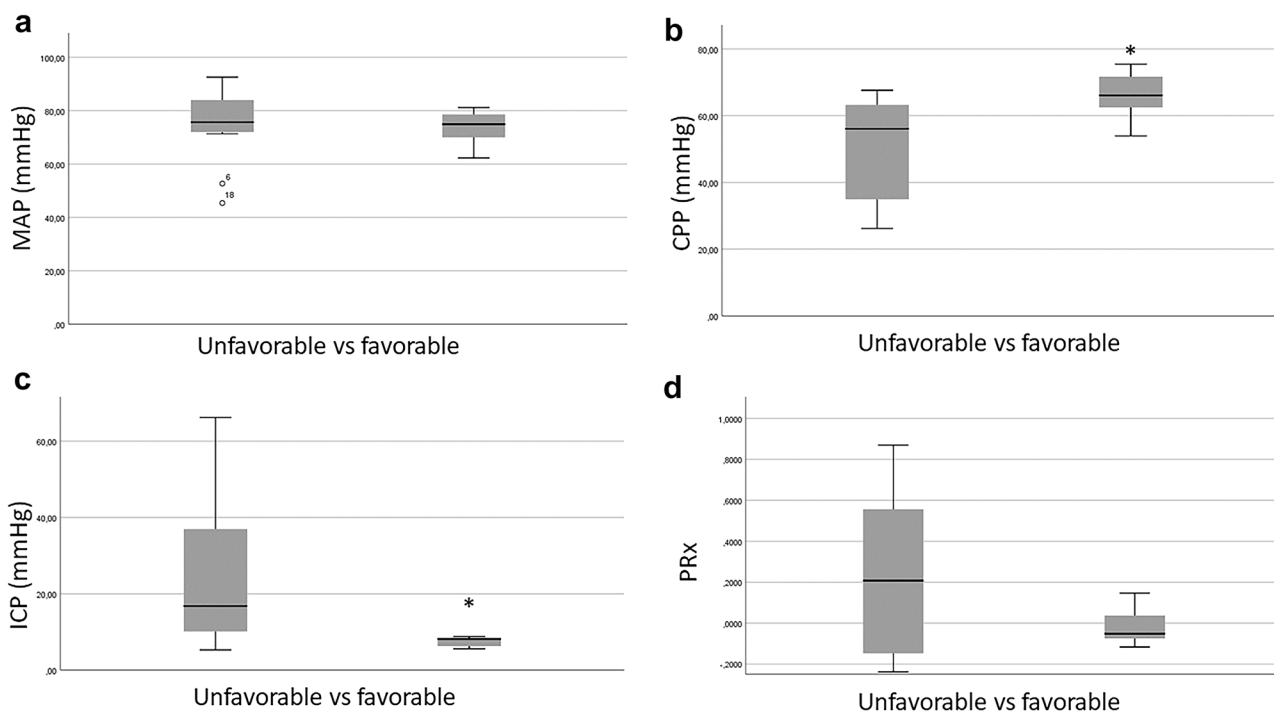 a
MAP (mmHg)
100,00
80,00
60,00
40,00
20,00
,00
6
18
Unfavorable vs favorable
b
CPP (mmHg)
80,00
60,00
40,00
20,00
,00
*
Unfavorable vs favorable
c
ICP (mmHg)
60,00
40,00
20,00
,00
*
Unfavorable vs favorable
d
PRx
1,0000
,8000
,6000
,4000
,2000
,0000
-,2000
Unfavorable vs favorable